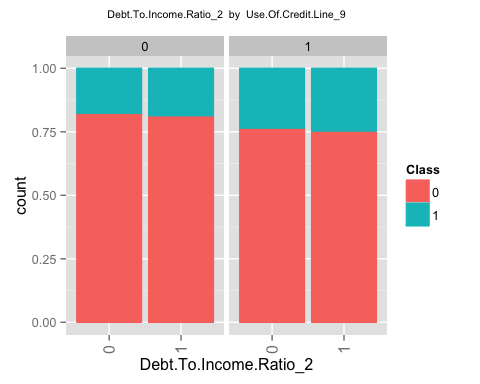 Debt.To.Income.Ratio_2 by Use.Of.Credit.Line_9
0 1
1.00
0.75
0.50
0.25
0.00
count
0 1 0 1
Debt.To.Income.Ratio_2
Class
0
1